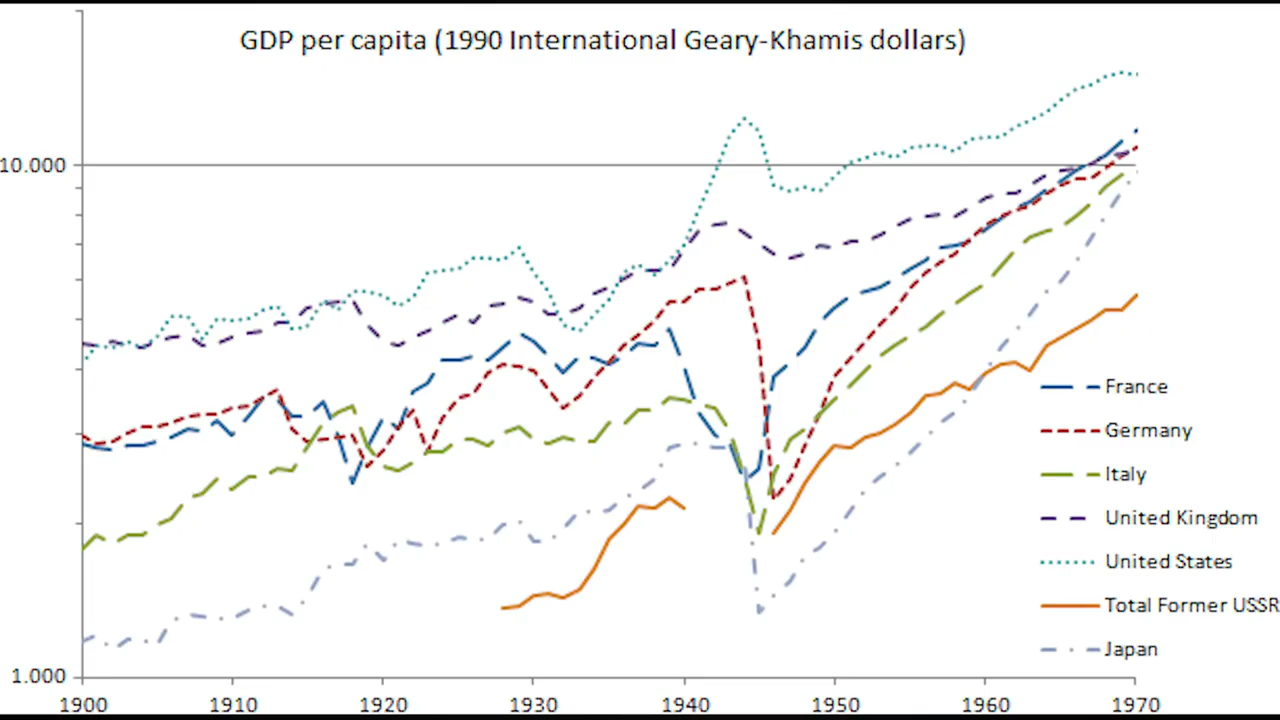 GDP per capita (1990 International Geary-Khamis dollars)
10.000
1.000
1900 1910 1920 1930 1940 1950 1960 1970
France
Germany
Italy
United Kingdom
United States
Total Former USSR
Japan